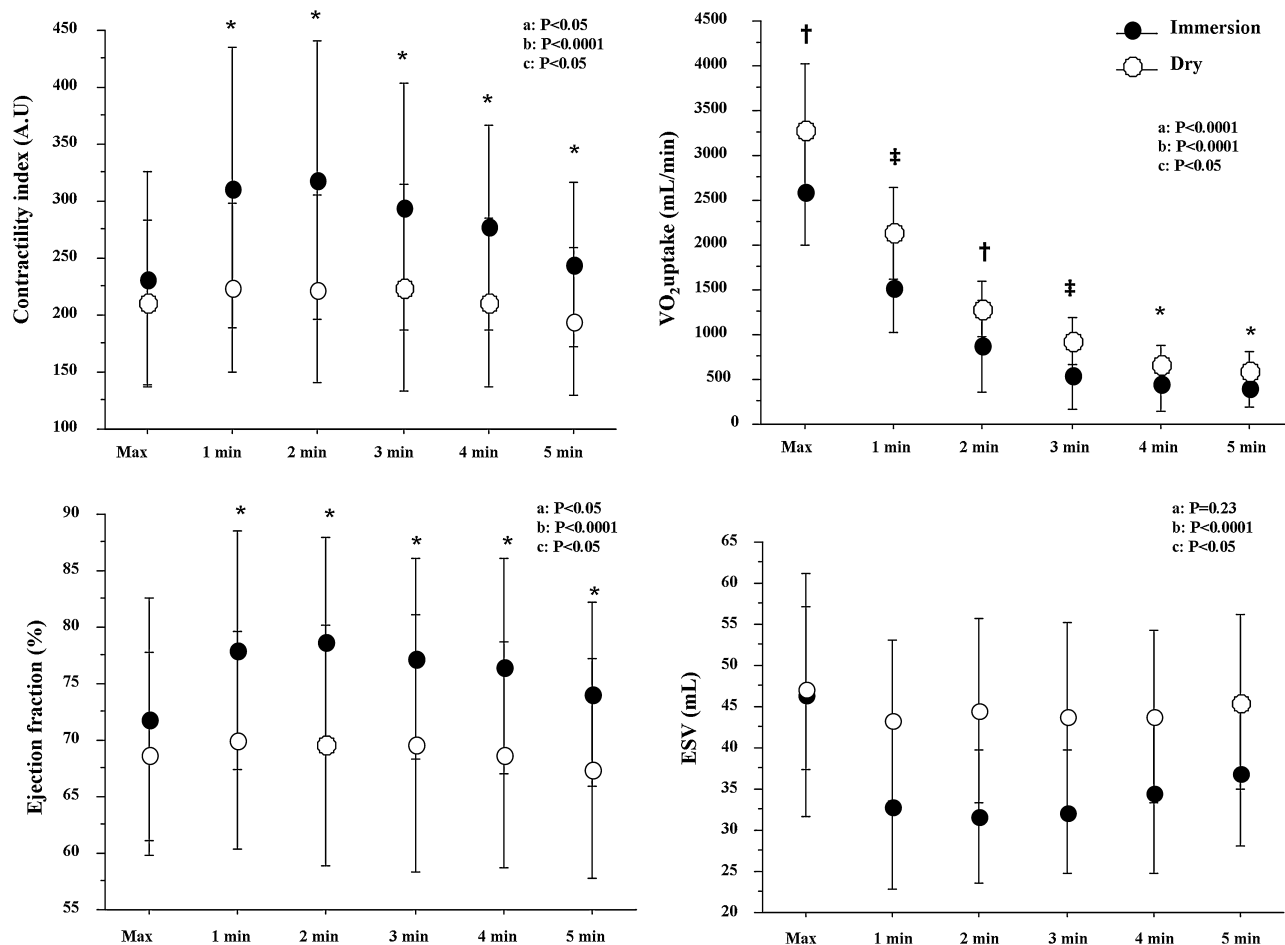 Contractility index (A.U)
450
400
350
300
250
200
150
100
* * * * *
a: P<0.05
b: P<0.0001
c: P<0.05
Max 1 min 2 min 3 min 4 min 5 min
VO2uptake (mL/min)
4500
4000
3500
3000
2500
2000
1500
1000
500
0
† ‡ † ‡ * *
Immersion
Dry
a: P<0.0001
b: P<0.0001
c: P<0.05
Max 1 min 2 min 3 min 4 min 5 min
Ejection fraction (%)
90
85
80
75
70
65
60
55
* * * * *
a: P<0.05
b: P<0.0001
c: P<0.05
Max 1 min 2 min 3 min 4 min 5 min
ESV (mL)
65
60
55
50
45
40
35
30
25
20
a: P=0.23
b: P<0.0001
c: P<0.05
Max 1 min 2 min 3 min 4 min 5 min